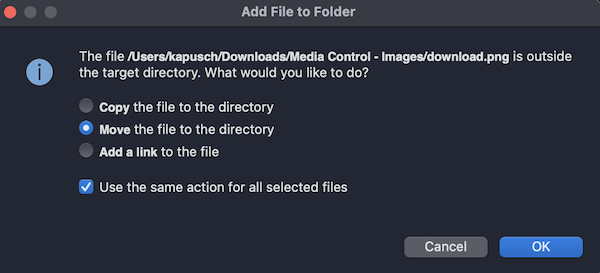 Add File to Folder
The file /Users/kapusch/Downloads/Media Control - Images/download.png is outside
the target directory. What would you like to do?
Copy the file to the directory
Move the file to the directory
Add a link to the file
Use the same action for all selected files
Cancel
OK